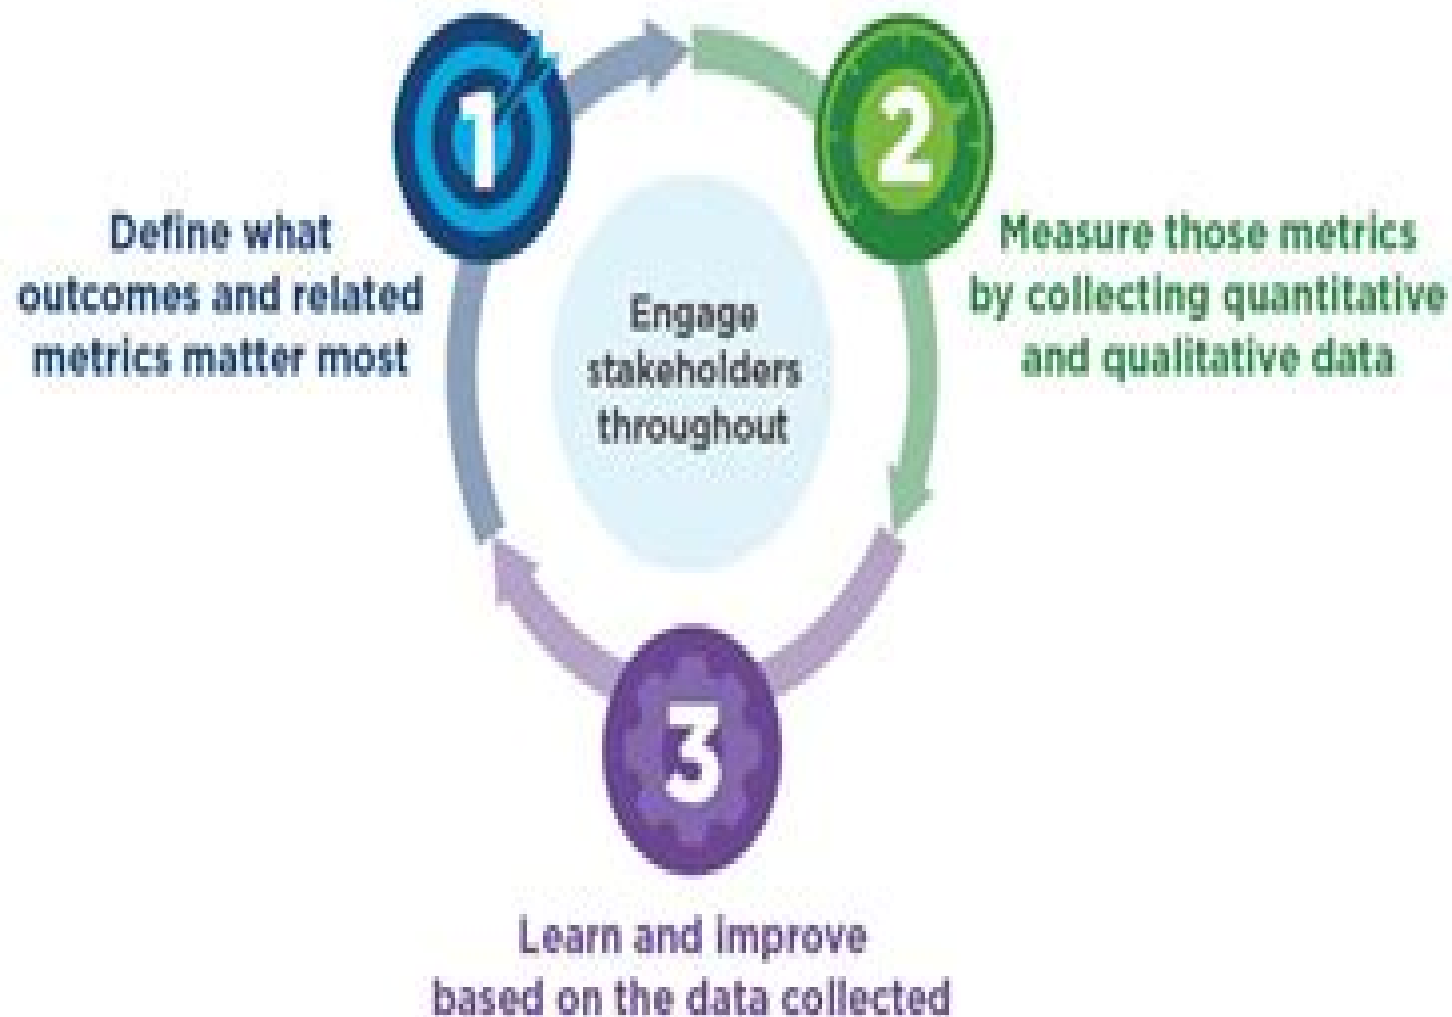 1
Define what
outcomes and related
metrics matter most
2
Measure those metrics
by collecting quantitative
and qualitative data
Engage
stakeholders
throughout
3
Learn and improve
based on the data collected